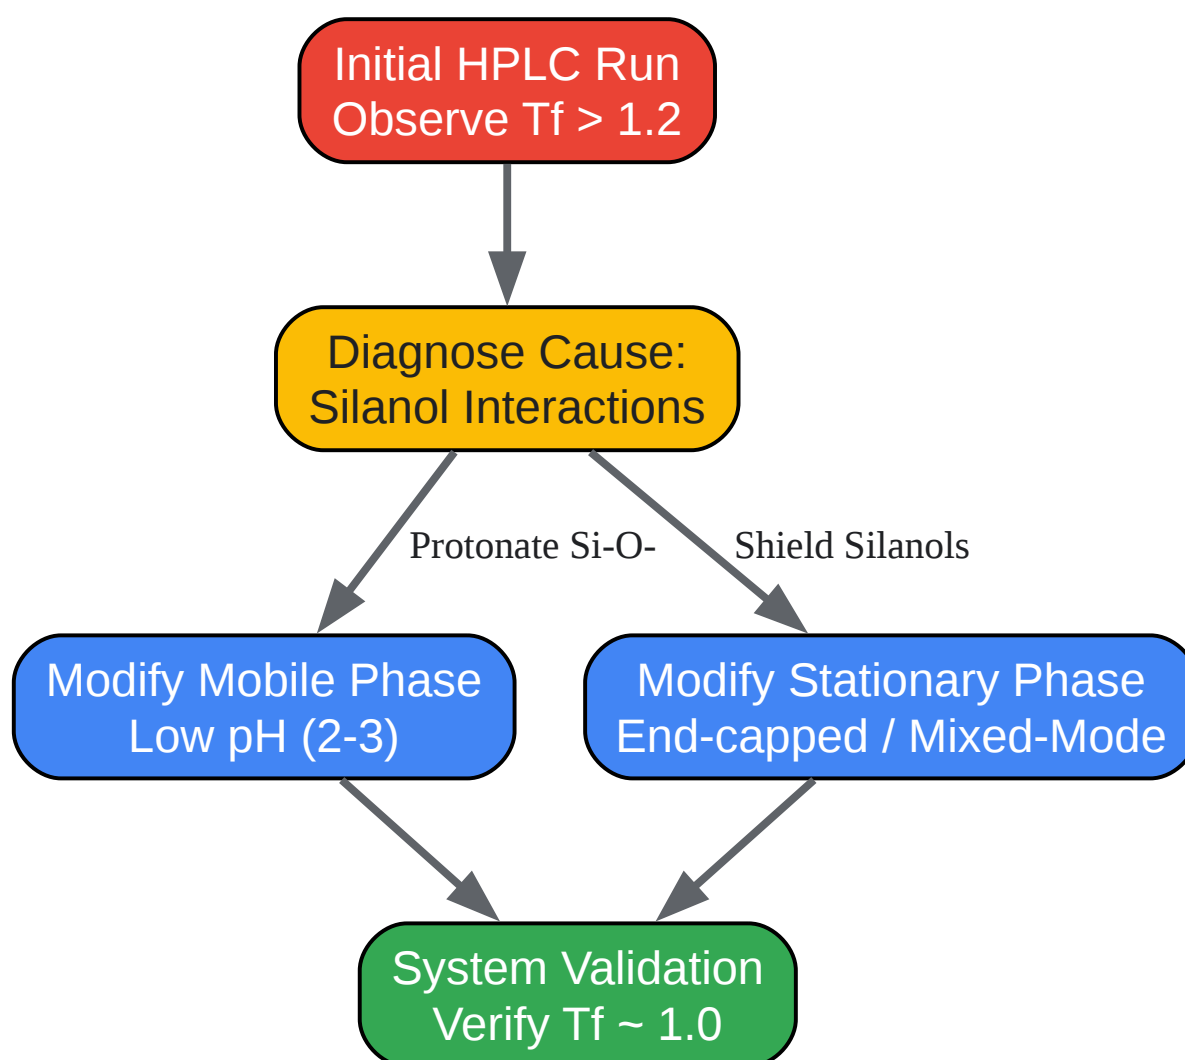 Initial HPLC Run
Observe Tf > 1.2
Diagnose Cause:
Silanol Interactions
Protonate Si-O-
Shield Silanols
Modify Mobile Phase
Low pH (2-3)
Modify Stationary Phase
End-capped / Mixed-Mode
System Validation
Verify Tf ~ 1.0